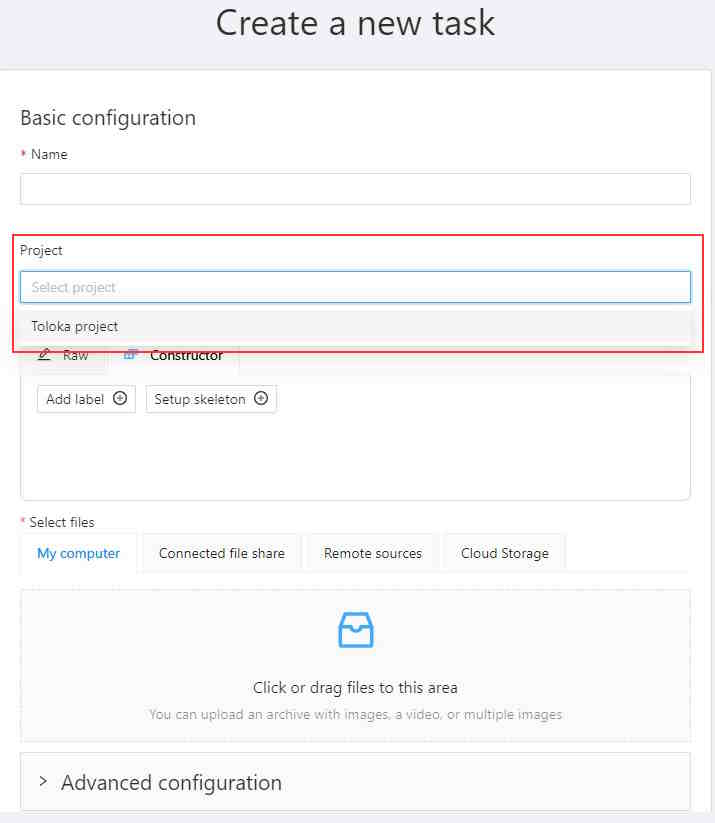 Create a new task
Basic configuration
* Name
Project
Select project
Toloka project
Raw Constructor
Add label Setup skeleton
* Select files
My computer Connected file share Remote sources Cloud Storage
Click or drag files to this area
You can upload an archive with images, a video, or multiple images
> Advanced configuration